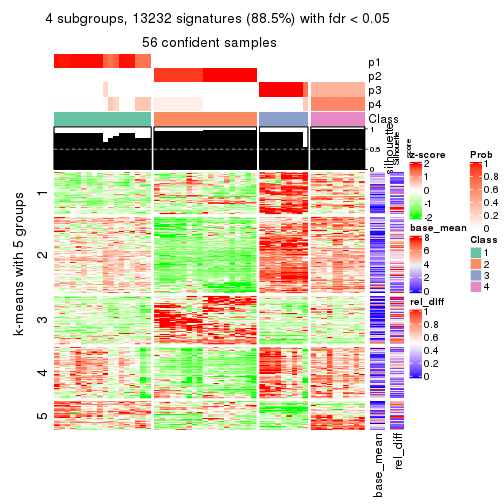 4 subgroups, 13232 signatures (88.5%) with fdr < 0.05
56 confident samples
p1
p2
p3
p4
Class
1
0.5
0
silhouette
Silhouette
score
k-means with 5 groups
1
2
3
4
5
base_mean
rel_diff
z-score
2
1
0
-1
-2
base_mean
8
6
4
2
0
rel_diff
1
0.8
0.6
0.4
0.2
0
Prob
1
0.8
0.6
0.4
0.2
0
Class
1
2
3
4